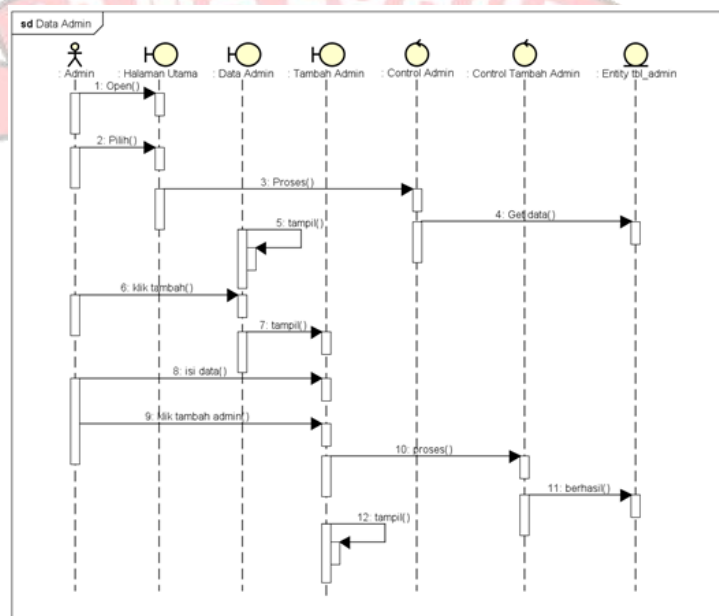 sd Data Admin
: Admin
: Halaman Utama
: Data Admin
: Tambah Admin
: Control Admin
: Control Tambah Admin
: Entity tbl_admin
1: Open()
2: Pilih()
3: Proses()
4: Get data()
5: tampil()
6: klik tambah()
7: tampil()
8: isi data()
9: klik tambah admin()
10: proses()
11: berhasil()
12: tampil()